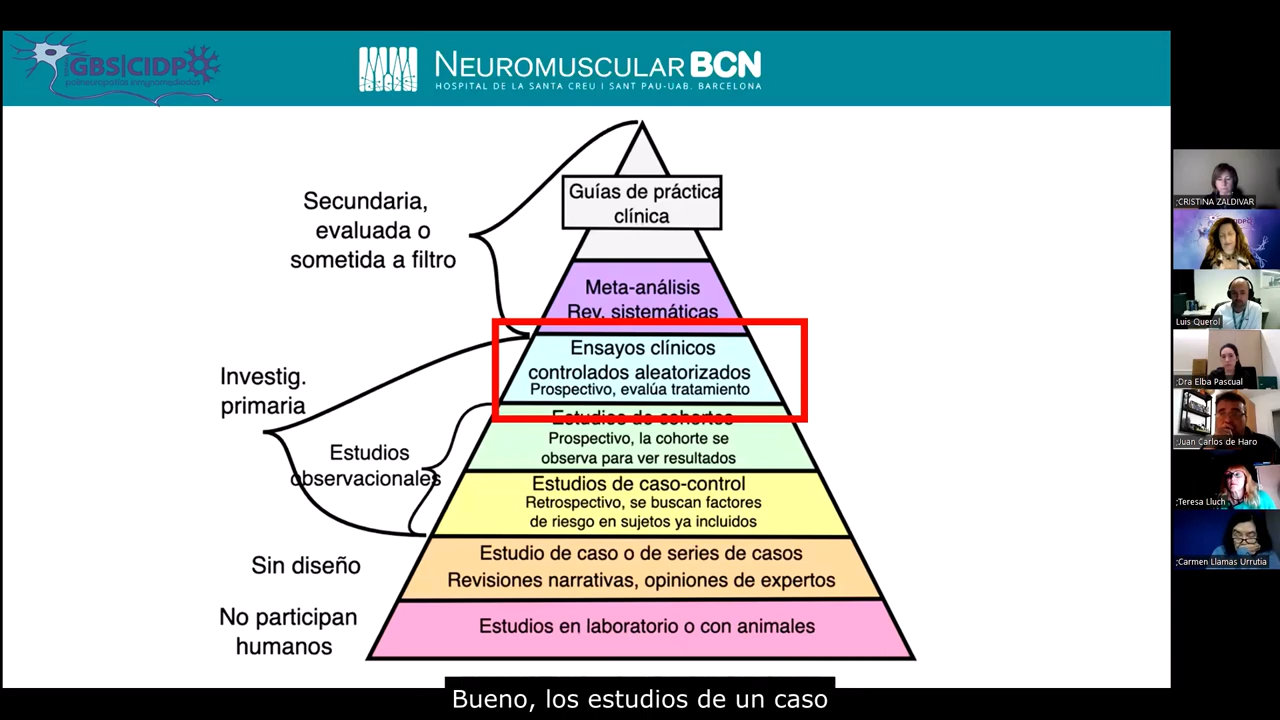 GBS|CIDP
polineuropatías inmunomediadas
NEUROMUSCULAR BCN
HOSPITAL DE LA SANTA CREU I SANT PAU-UAB. BARCELONA
Guías de práctica
clínica
Secundaria,
evaluada o
sometida a filtro
Meta-análisis
Rev. sistemáticas
Ensayos clínicos
controlados aleatorizados
Prospectivo, evalúa tratamiento
Investig.
primaria
Estudios de cohortes
Prospectivo, la cohorte se
observa para ver resultados
Estudios
observacionales
Estudios de caso-control
Retrospectivo, se buscan factores
de riesgo en sujetos ya incluidos
Sin diseño
Estudio de caso o de series de casos
Revisiones narrativas, opiniones de expertos
No participan
humanos
Estudios en laboratorio o con animales
;CRISTINA ZALDIVAR
Luis Querol
;Dra Elba Pascual
;Juan Carlos de Haro
;Teresa Lluch
;Carmen Llamas Urrutia
Bueno, los estudios de un caso